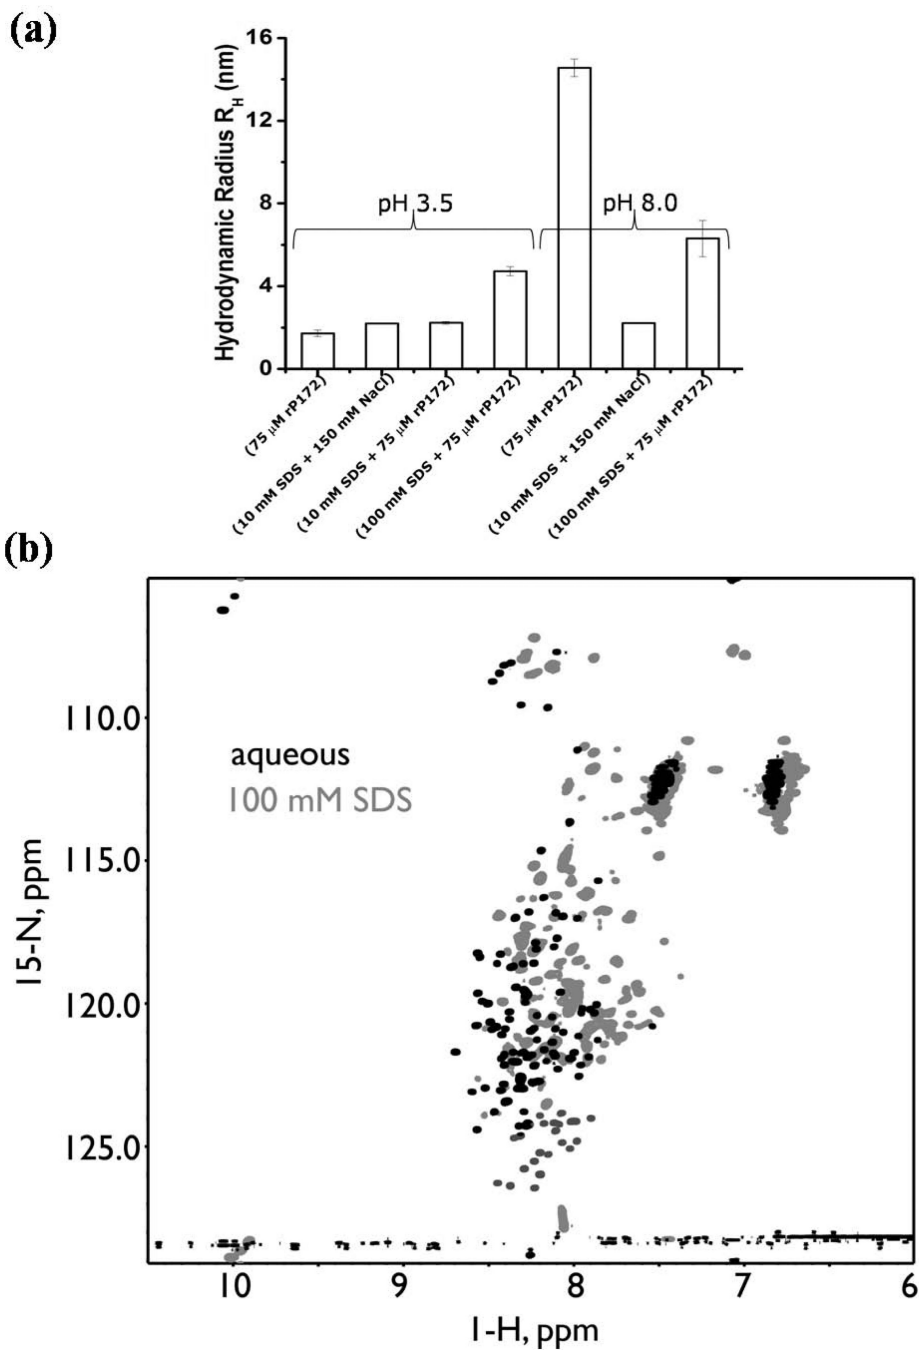 (a)
Hydrodynamic Radius R_H (nm)
16
12
8
4
0
pH 3.5
pH 8.0
(75 μM rP172)
(10 mM SDS + 150 mM NaCl)
(10 mM SDS + 75 μM rP172)
(100 mM SDS + 75 μM rP172)
(75 μM rP172)
(10 mM SDS + 150 mM NaCl)
(100 mM SDS + 75 μM rP172)
(b)
15-N, ppm
110.0
115.0
120.0
125.0
aqueous
100 mM SDS
10
9
8
7
6
1-H, ppm